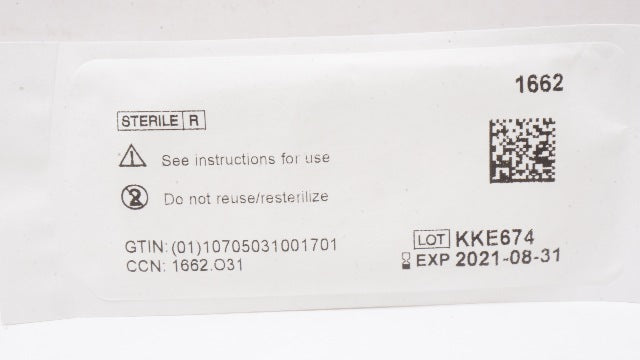 1662
STERILE R
See instructions for use
2 Do not reuse/resterilize
GTIN: (01)10705031001701
CCN: 1662.O31
LOT KKE674
EXP 2021-08-31